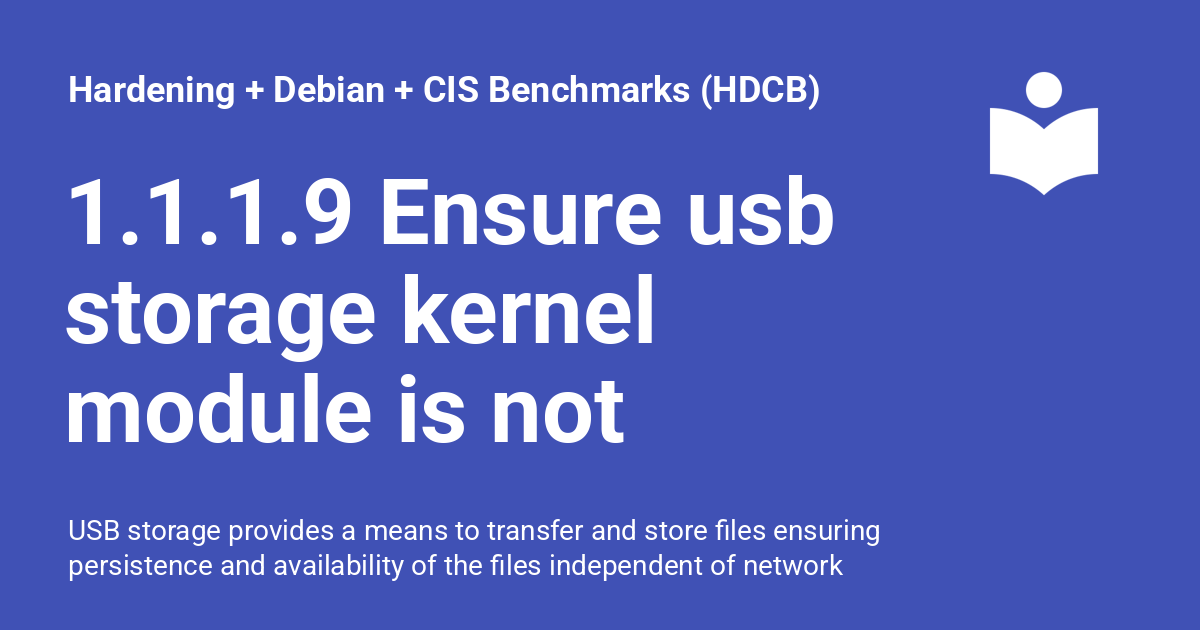 Hardening + Debian + CIS Benchmarks (HDCB)
1.1.1.9 Ensure usb
storage kernel
module is not
USB storage provides a means to transfer and store files ensuring
persistence and availability of the files independent of network